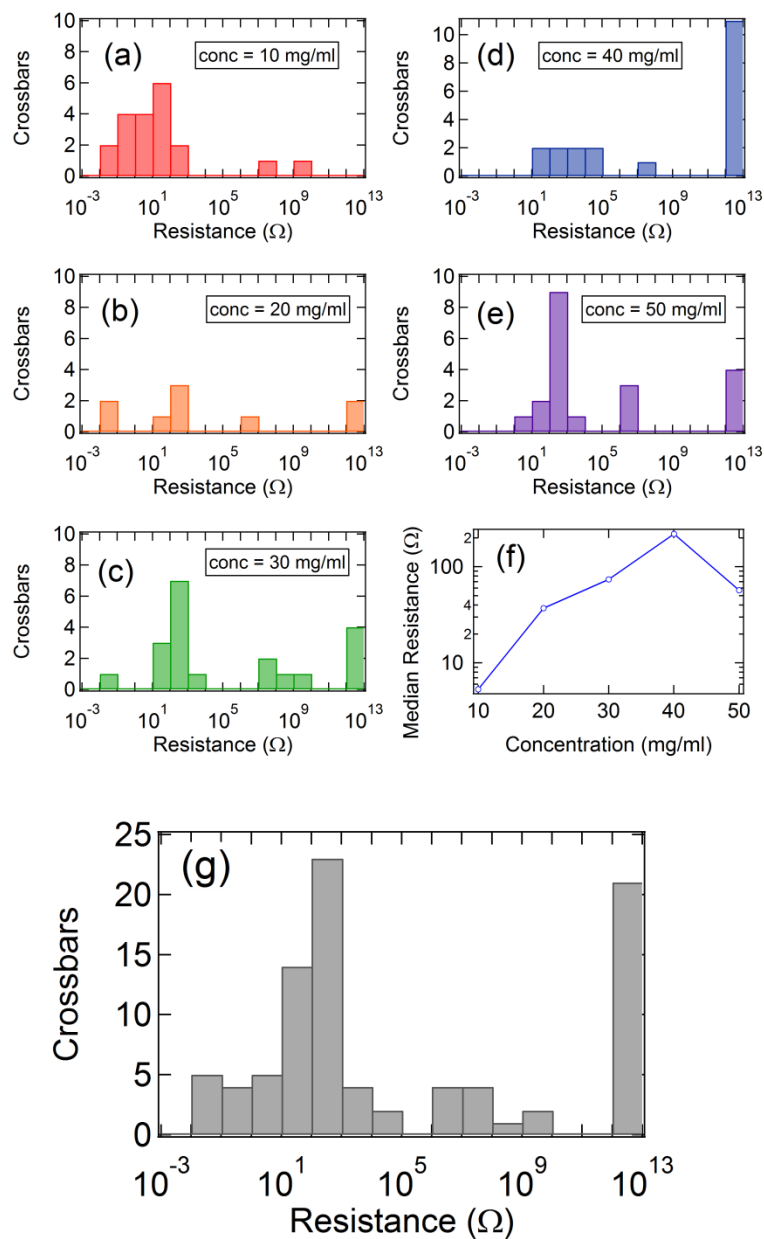 (a)
conc = 10 mg/ml
Crossbars
10
8
6
4
2
0
10^-3 10^1 10^5 10^9 10^13
Resistance (Ω)
(d)
conc = 40 mg/ml
Crossbars
10
8
6
4
2
0
10^-3 10^1 10^5 10^9 10^13
Resistance (Ω)
(b)
conc = 20 mg/ml
Crossbars
10
8
6
4
2
0
10^-3 10^1 10^5 10^9 10^13
Resistance (Ω)
(e)
conc = 50 mg/ml
Crossbars
10
8
6
4
2
0
10^-3 10^1 10^5 10^9 10^13
Resistance (Ω)
(c)
conc = 30 mg/ml
Crossbars
10
8
6
4
2
0
10^-3 10^1 10^5 10^9 10^13
Resistance (Ω)
(f)
Median Resistance (Ω)
2
100
4
2
10
10 20 30 40 50
Concentration (mg/ml)
(g)
Crossbars
25
20
15
10
5
0
10^-3 10^1 10^5 10^9 10^13
Resistance (Ω)